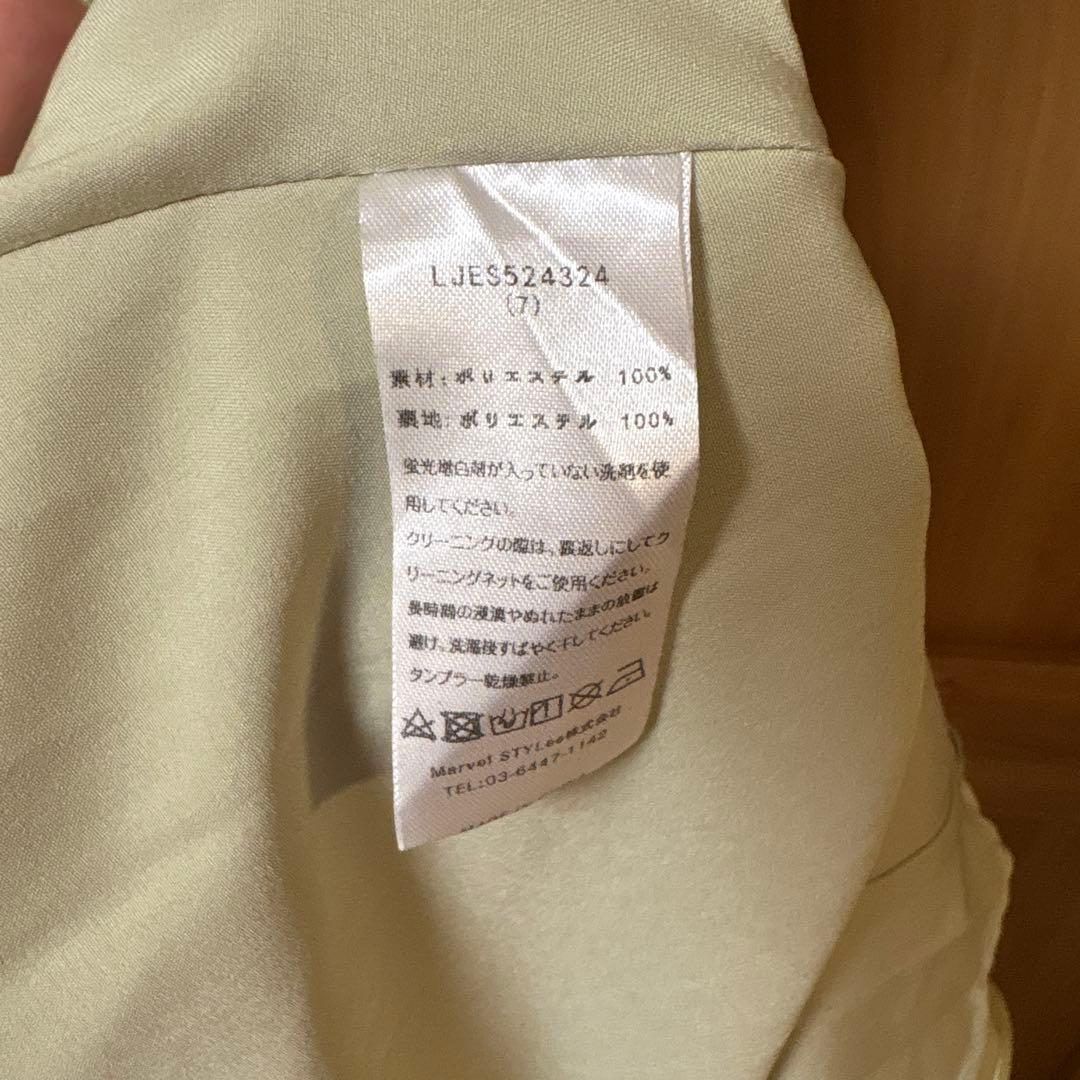 LJES524324
(7)
素材:ポリエステル 100%
裏地:ポリエステル 100%
蛍光増白剤が入っていない洗剤を使
用してください。
クリーニングの際は、裏返しにしてク
リーニングネットをご使用ください。
長時間の浸漬やぬれたままの放置は
避け、洗濯後すばやく干してください。
タンブラー乾燥禁止。
Marvel STYLes株式会社
TEL:03-6447-1142